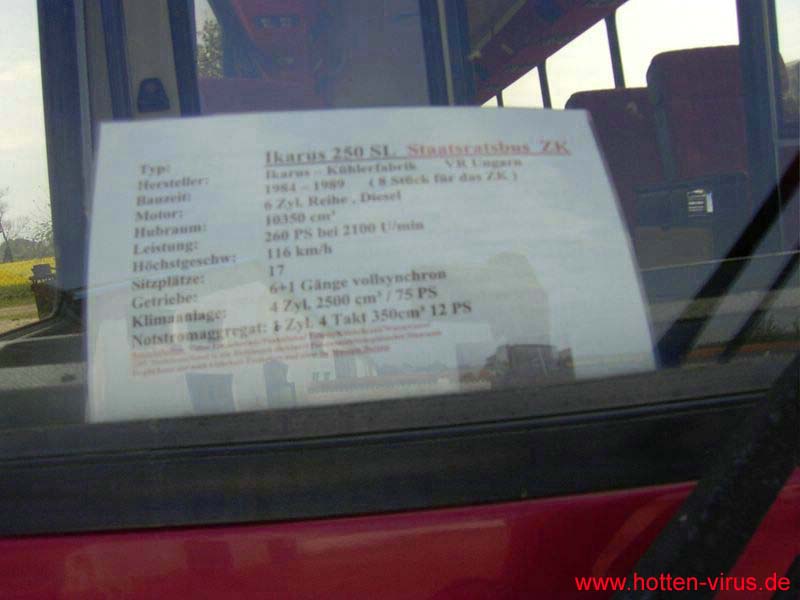 Typ: Ikarus 250 SL Staatsratsbus ZK
Hersteller: Ikarus – Kühlerfabrik VR Ungarn
Bauzeit: 1984 – 1989 ( 8 Stück für das ZK )
Motor: 6 Zyl. Reihe , Diesel
Hubraum: 10350 cm³
Leistung: 260 PS bei 2100 U/min
Höchstgeschw: 116 km/h
Sitzplätze: 17
Getriebe: 6+1 Gänge vollsynchron
Klimaanlage: 4 Zyl. 2500 cm³ / 75 PS
Notstromaggregat: 1 Zyl. 4 Takt 350cm³ 12 PS
www.hotten-virus.de